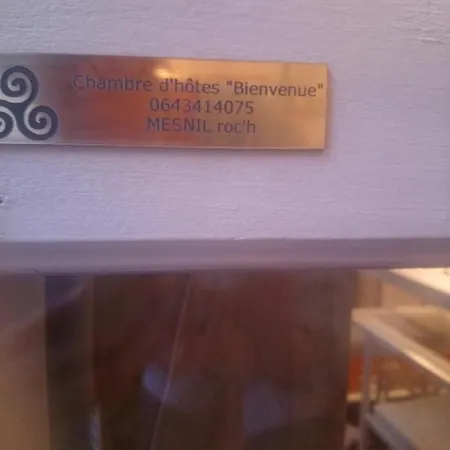 Chambre d'hôtes "Bienvenue"
0643414075
MESNIL roc'h